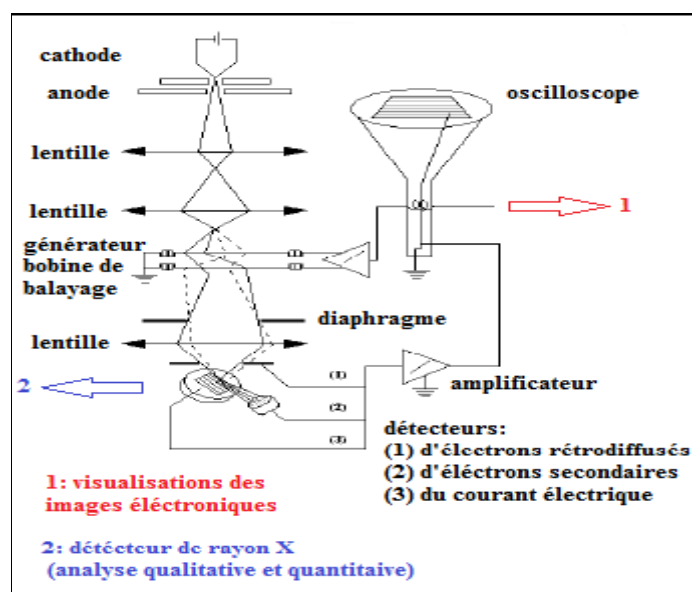 cathode
anode
oscilloscope
lentille
lentille
1
générateur
bobine de
balayage
diaphragme
lentille
2
(1)
(2)
(3)
amplificateur
détecteurs:
(1) d'électrons rétrodiffusés
(2) d'éléctrons secondaires
(3) du courant électrique
1: visualisations des
images éléctroniques
2: détécteur de rayon X
(analyse qualitative et quantitaive)